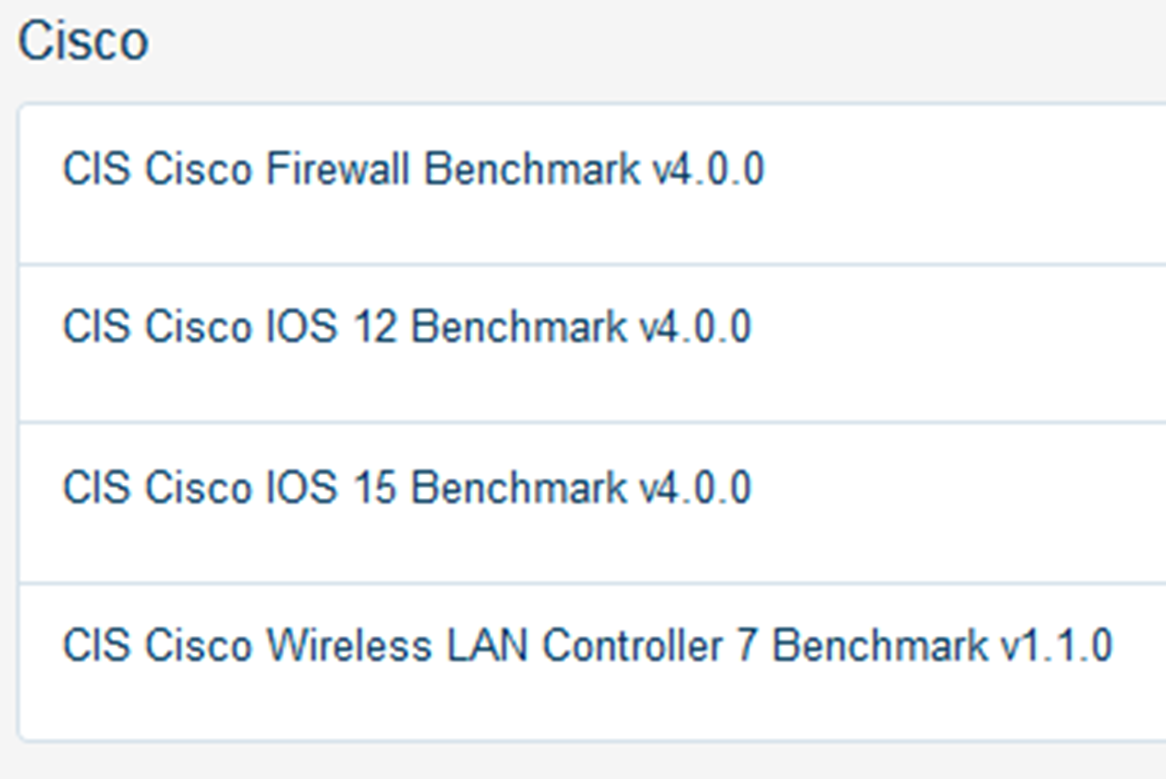 Cisco
CIS Cisco Firewall Benchmark v4.0.0
CIS Cisco IOS 12 Benchmark v4.0.0
CIS Cisco IOS 15 Benchmark v4.0.0
CIS Cisco Wireless LAN Controller 7 Benchmark v1.1.0